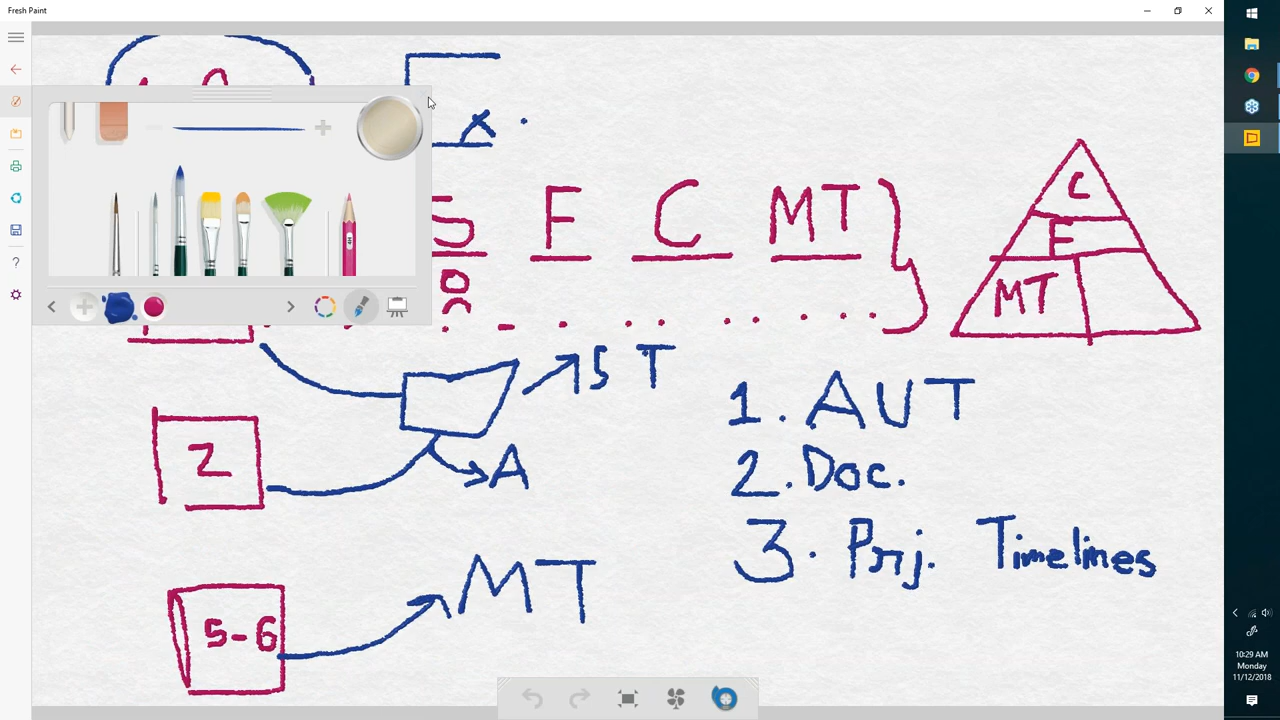 Fresh Paint
S F C MT
C
F
MT
S T
1. AUT
2
A
2. Doc.
3. Prj. Timelines
MT
5-6
10:29 AM
Monday
11/12/2018